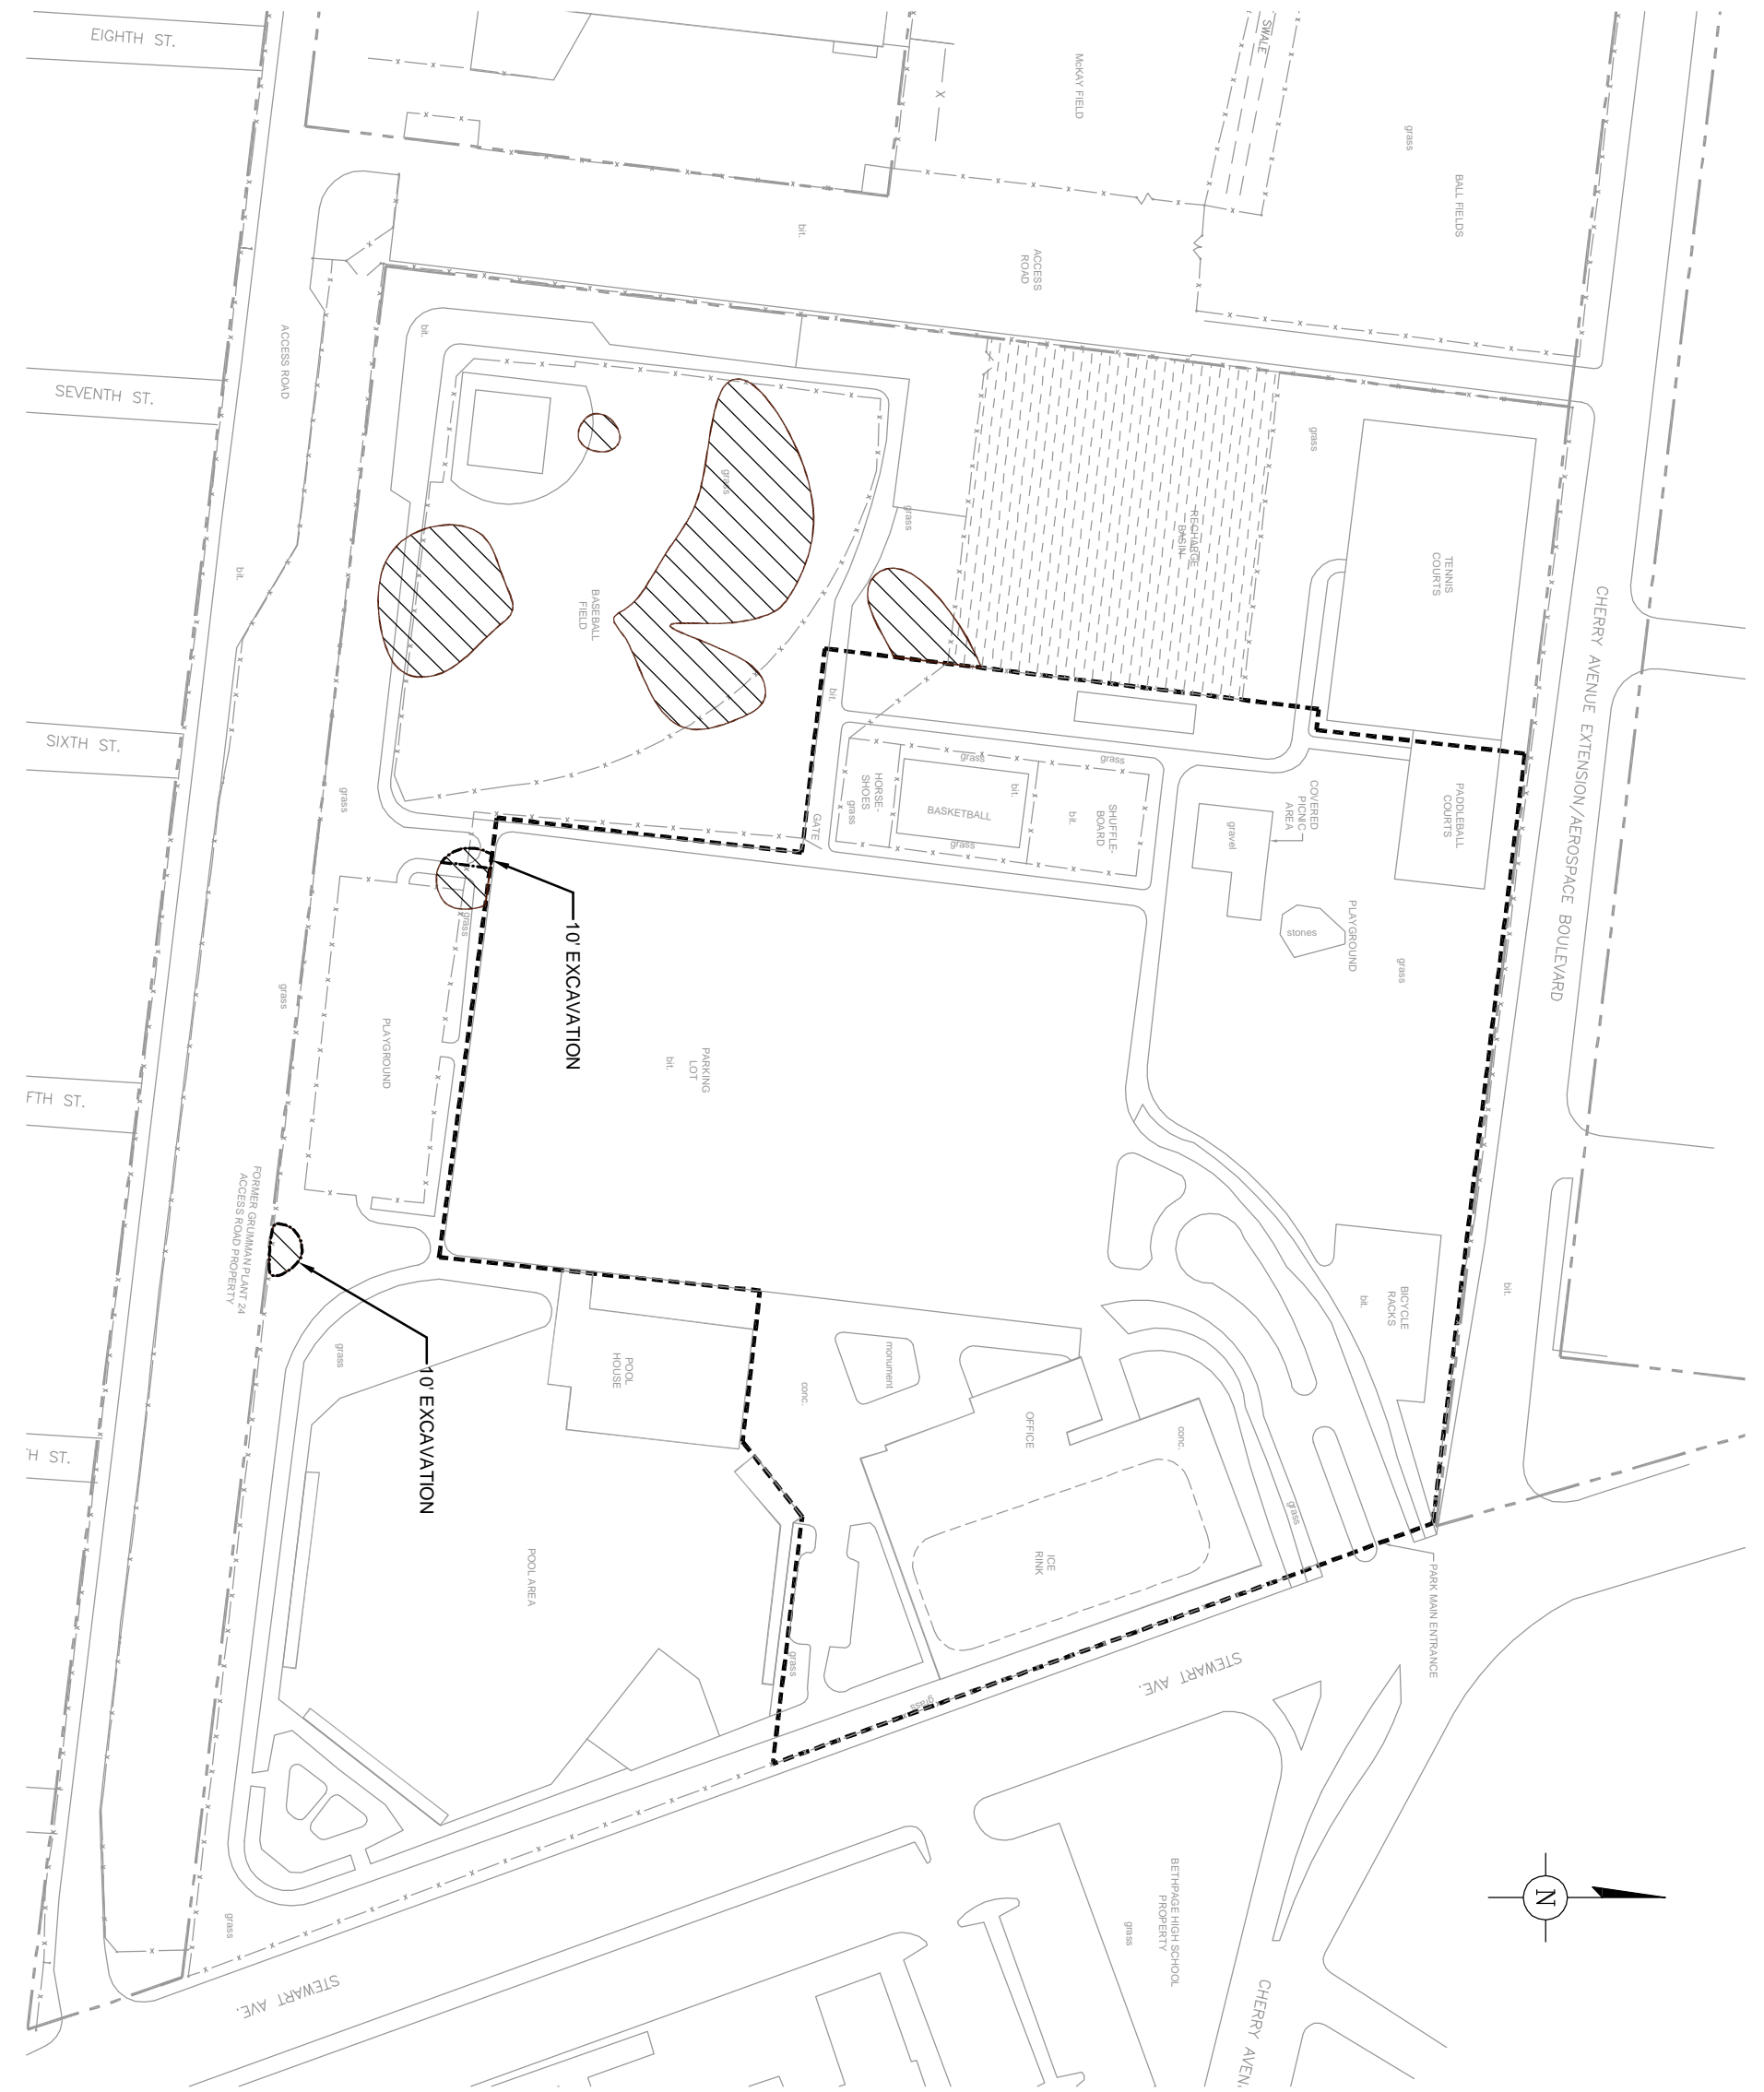 EIGHTH ST.
SWALE
McKAY FIELD
grass
BALL FIELDS
bit.
ACCESS
ROAD
X
ACCESS ROAD
bit.
SEVENTH ST.
grass
grass
grass
RECHARGE
BASIN
TENNIS
COURTS
CHERRY AVENUE EXTENSION/AEROSPACE BOULEVARD
bit.
BASEBALL
FIELD
bit.
SIXTH ST.
grass
HORSE-
SHOES
grass
bit.
grass
BASKETBALL
bit.
grass
grass
bit.
SHUFFLE-
BOARD
GATE
COVERED
PICNIC
AREA
gravel
PADDLEBALL
COURTS
PLAYGROUND
stones
grass
grass
10' EXCAVATION
grass
PLAYGROUND
PARKING
LOT
bit.
FTH ST.
FORMER GRUMMAN PLANT 24
ACCESS ROAD PROPERTY
BICYCLE
RACKS
bit.
bit.
grass
10' EXCAVATION
POOL
HOUSE
conc.
monument
OFFICE
conc.
TH ST.
grass
ICE
RINK
POOL AREA
PARK MAIN ENTRANCE
grass
grass
STEWART AVE.
BETHPAGE HIGH SCHOOL
PROPERTY
grass
grass
STEWART AVE.
CHERRY AVEN.
N